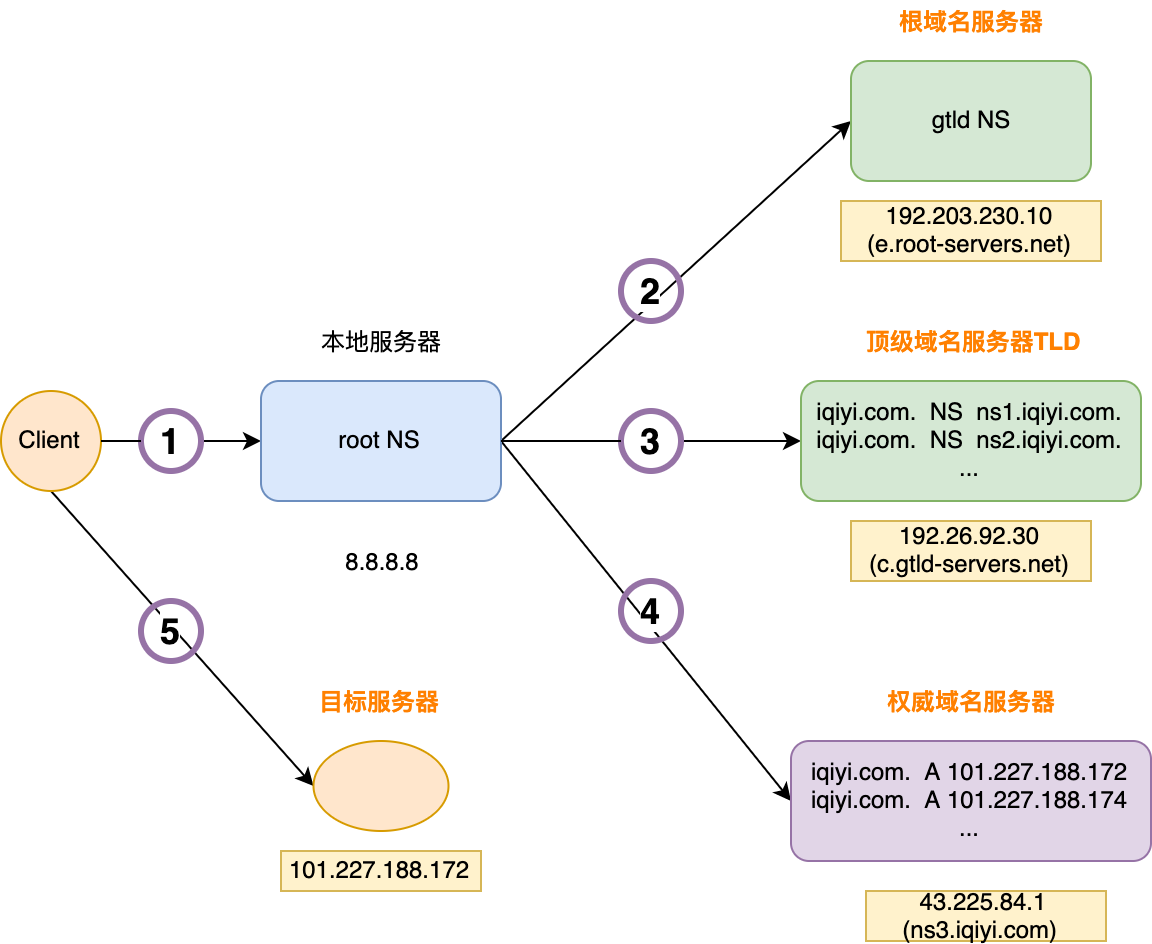 根域名服务器
gtld NS
192.203.230.10
(e.root-servers.net)
2
本地服务器
顶级域名服务器TLD
Client
1
root NS
3
iqiyi.com. NS ns1.iqiyi.com.
iqiyi.com. NS ns2.iqiyi.com.
...
192.26.92.30
(c.gtld-servers.net)
8.8.8.8
4
5
目标服务器
权威域名服务器
iqiyi.com. A 101.227.188.172
iqiyi.com. A 101.227.188.174
...
101.227.188.172
43.225.84.1
(ns3.iqiyi.com)